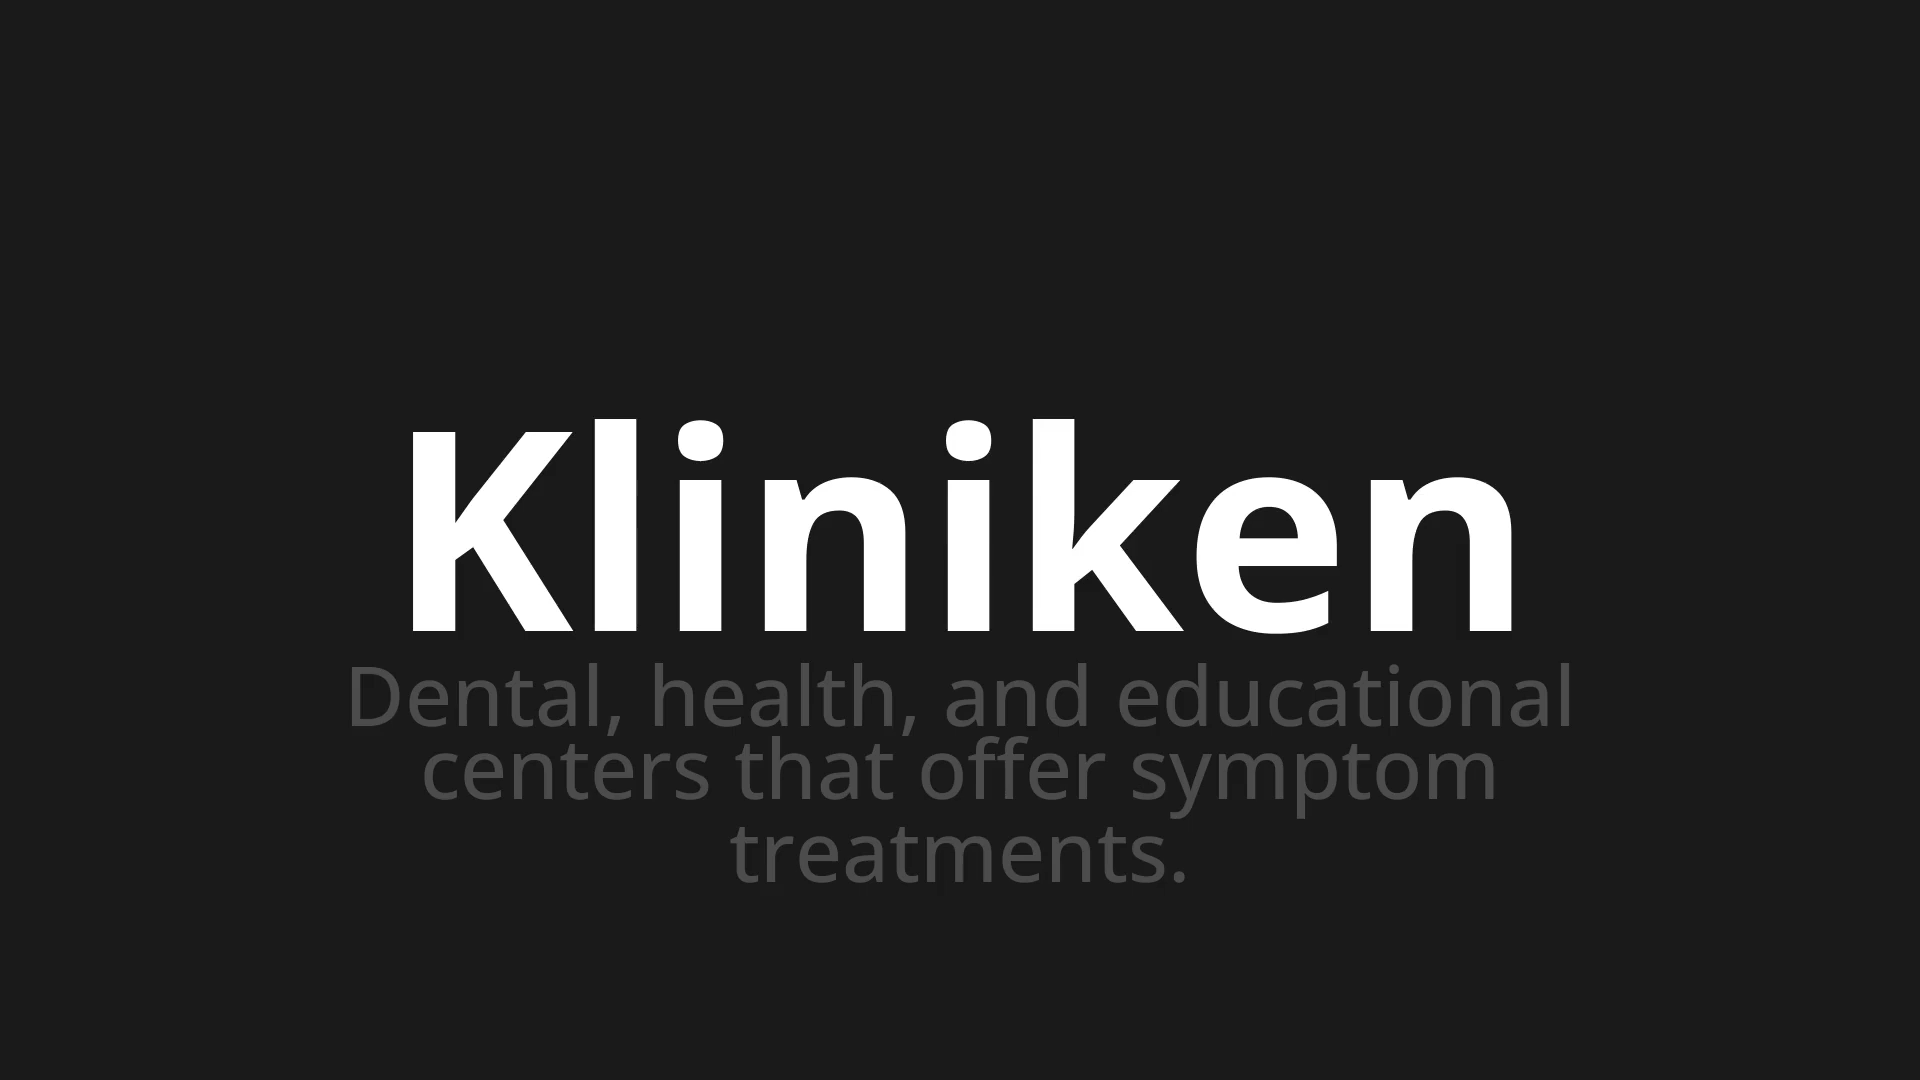 Kliniken
Dental, health, and educational
centers that offer symptom
treatments.